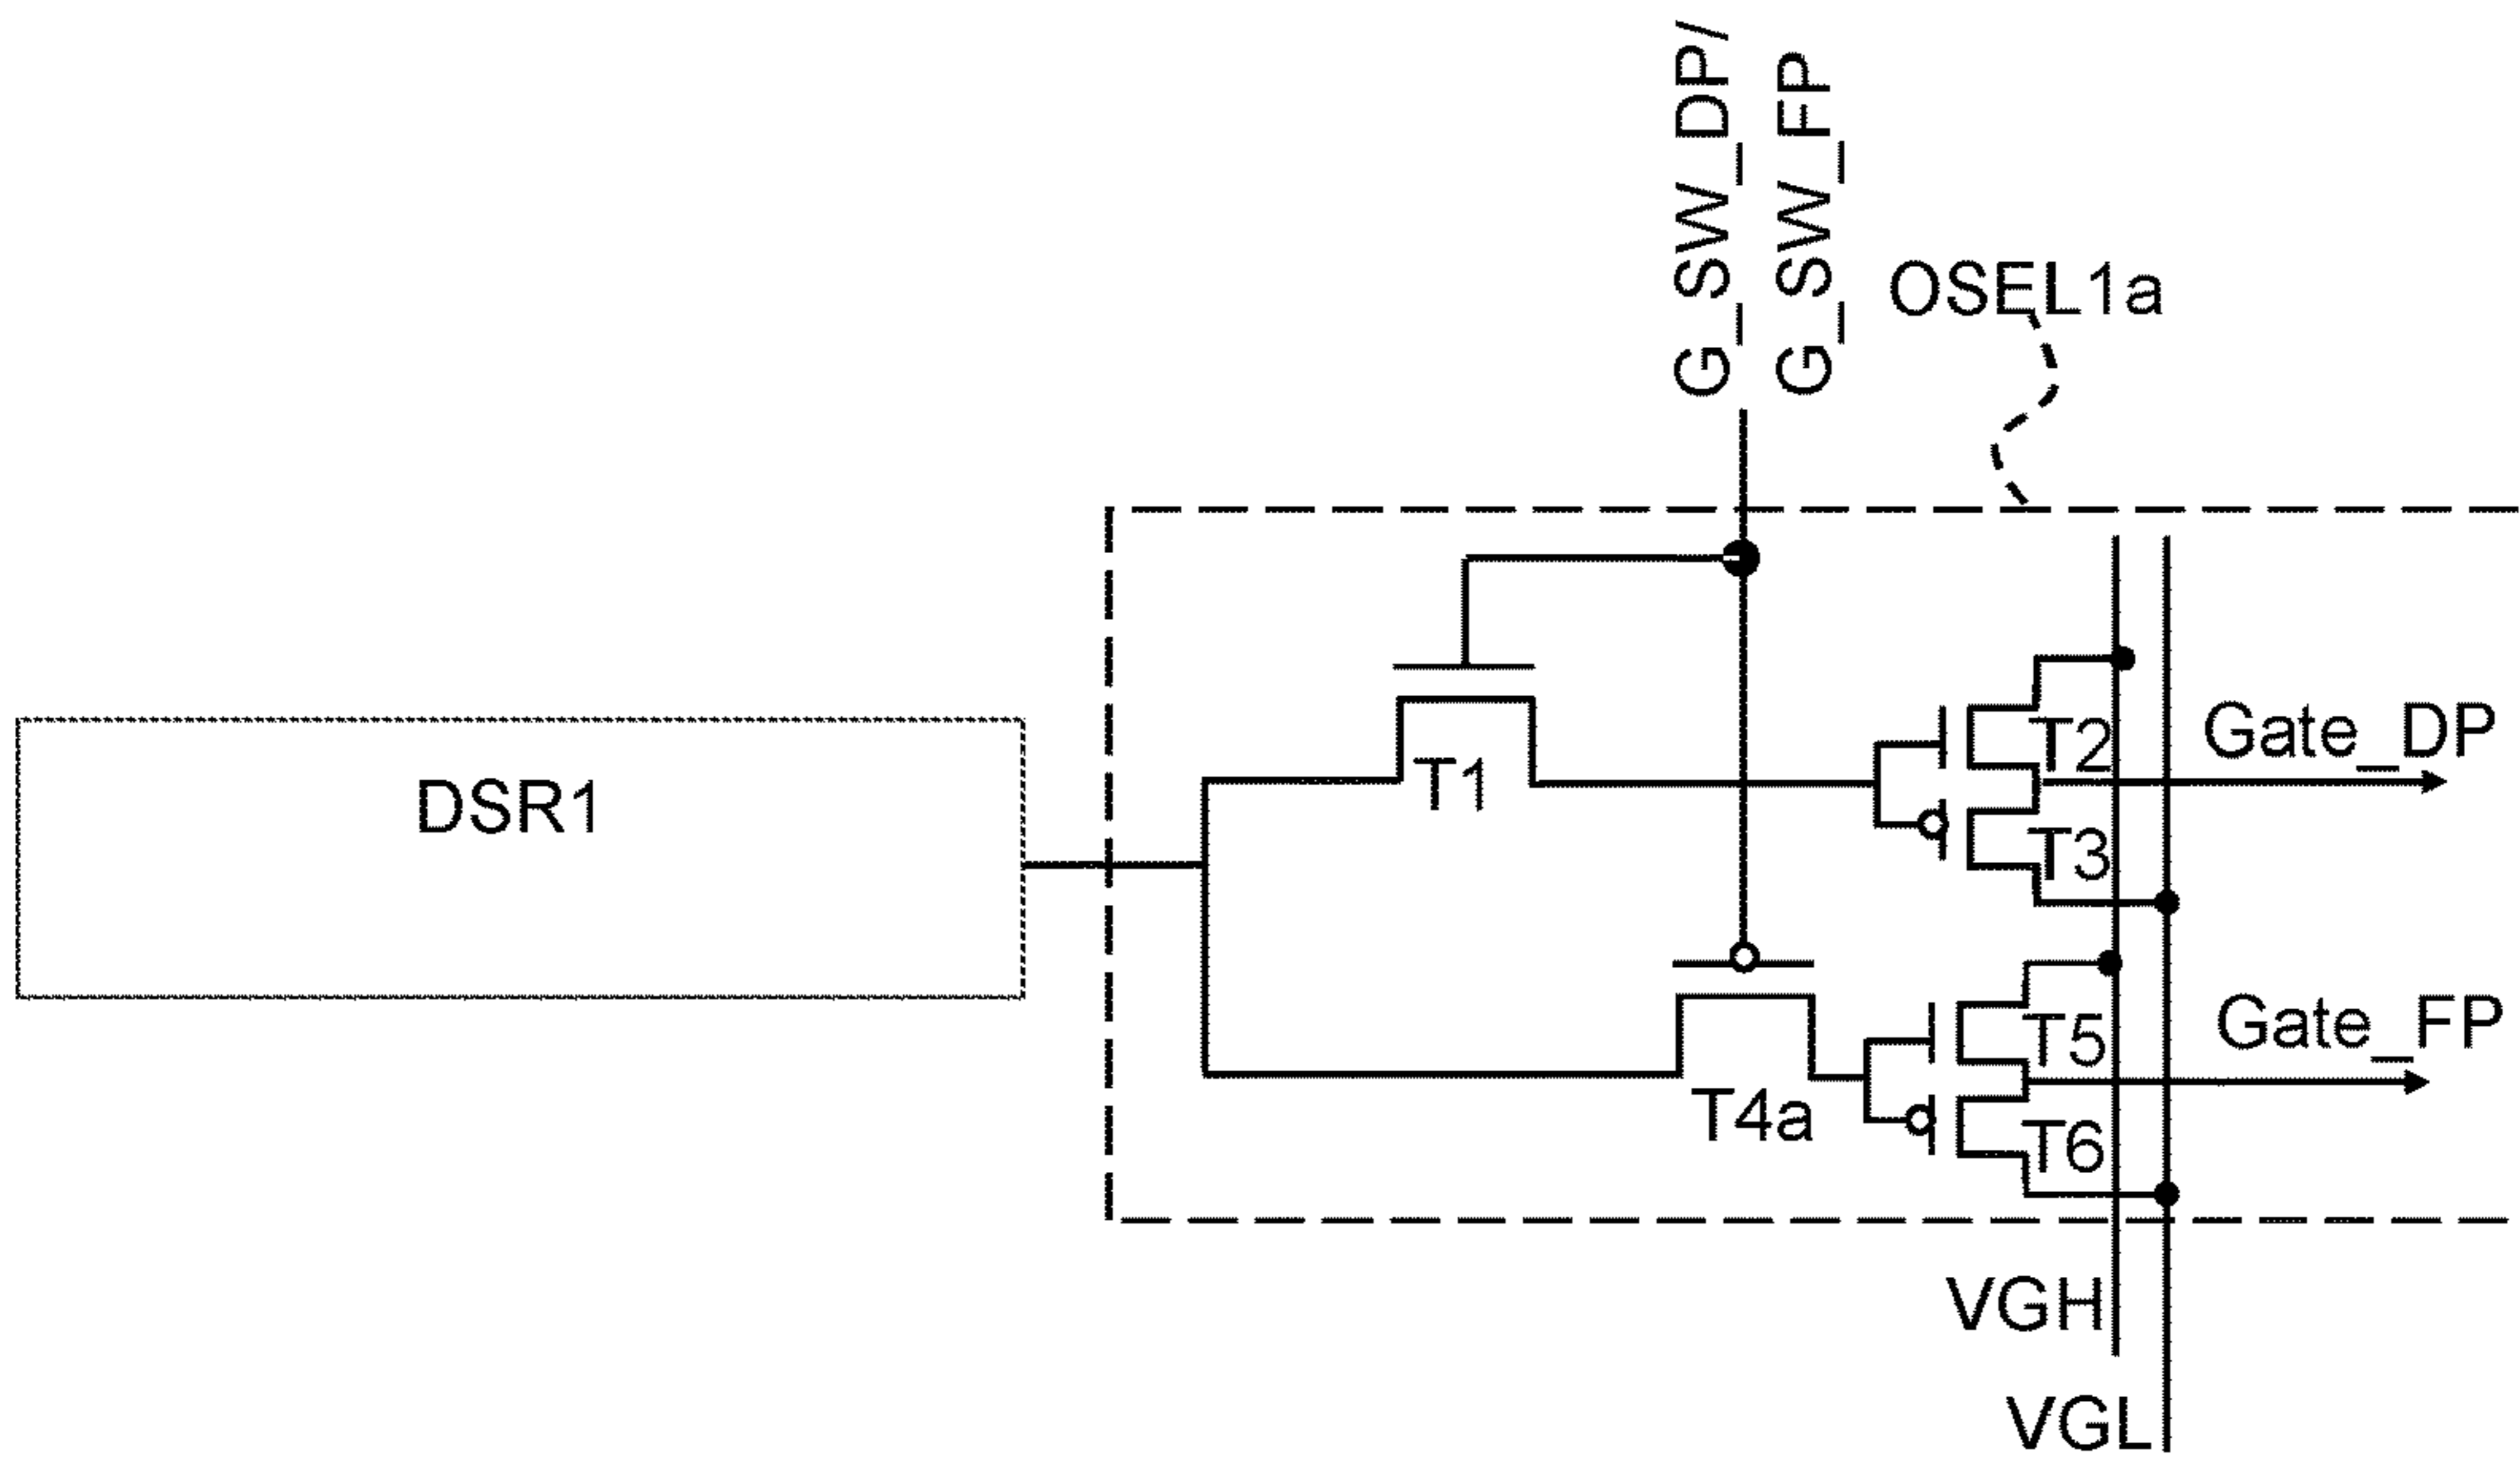 G_SW_DP/
G_SW_FP
OSEL1a
DSR1
T1
T2
Gate_DP
T3
T4a
T5
Gate_FP
T6
VGH
VGL